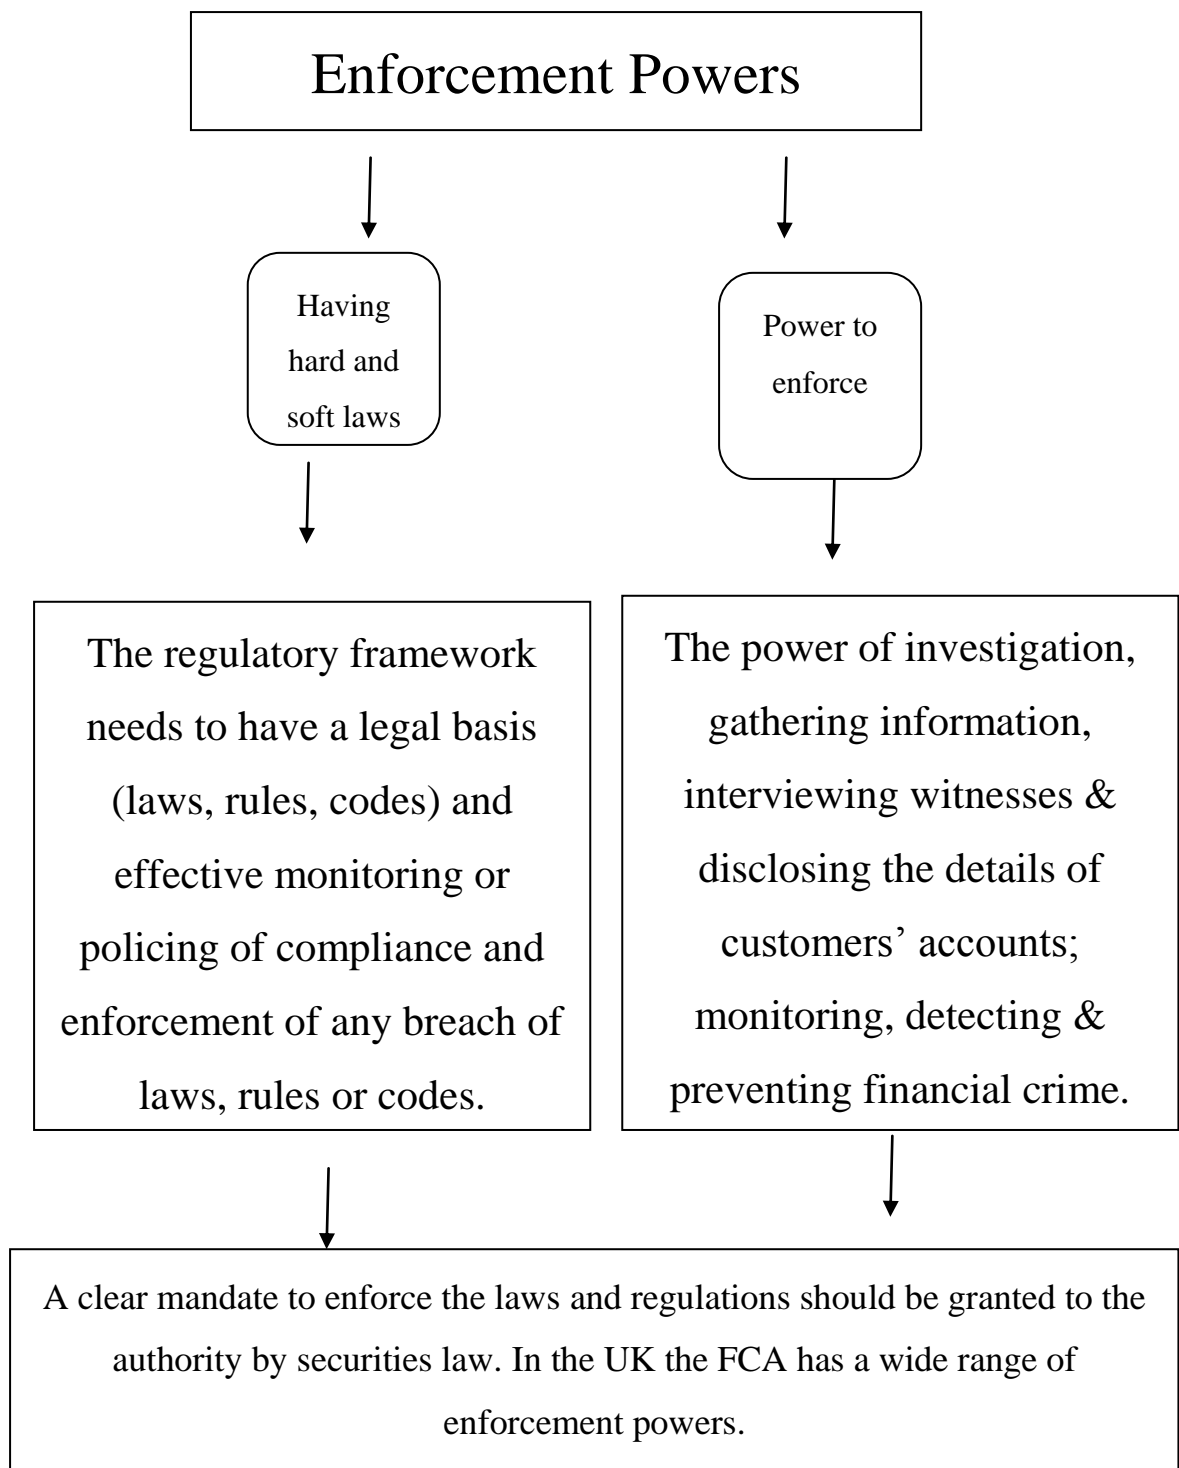 Enforcement Powers
Having
hard and
soft laws
Power to
enforce
The regulatory framework
needs to have a legal basis
(laws, rules, codes) and
effective monitoring or
policing of compliance and
enforcement of any breach of
laws, rules or codes.
The power of investigation,
gathering information,
interviewing witnesses &
disclosing the details of
customers’ accounts;
monitoring, detecting &
preventing financial crime.
A clear mandate to enforce the laws and regulations should be granted to the
authority by securities law. In the UK the FCA has a wide range of
enforcement powers.